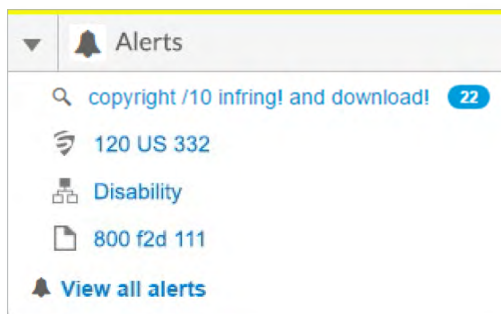 Alerts
copyright /10 infring! and download! 22
120 US 332
Disability
800 f2d 111
View all alerts